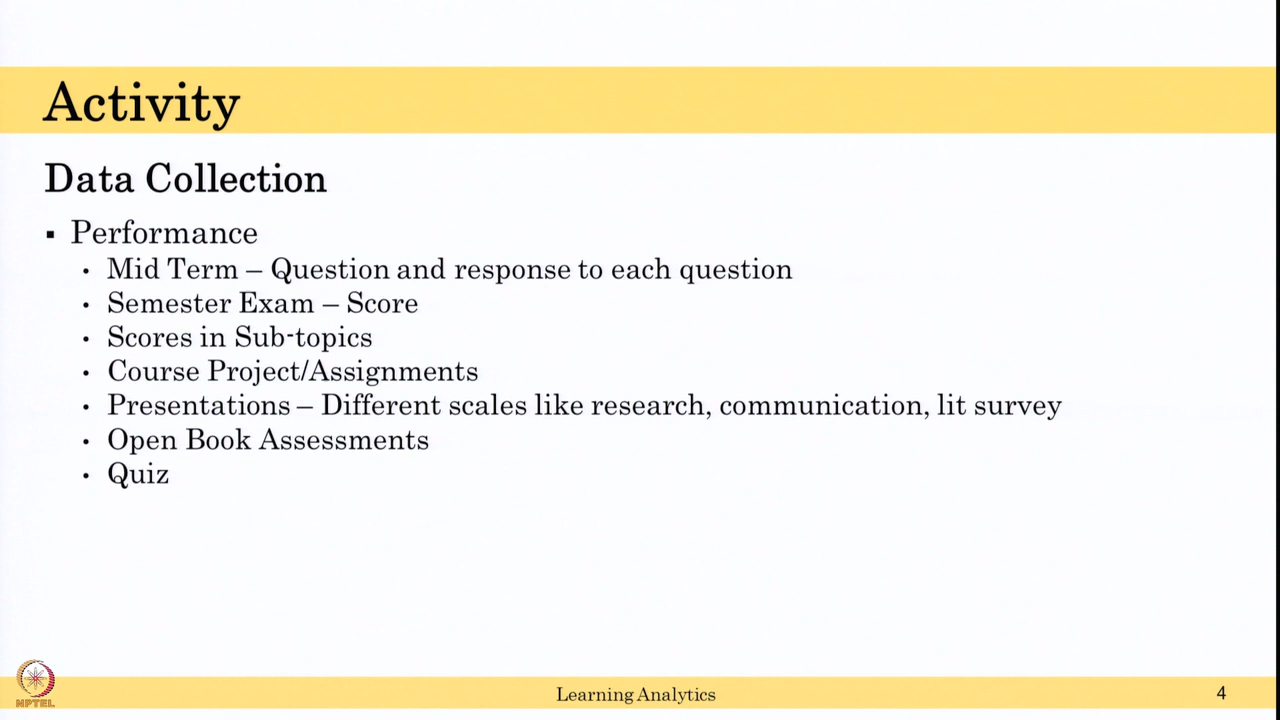 Activity
Data Collection
▪ Performance
• Mid Term – Question and response to each question
• Semester Exam – Score
• Scores in Sub-topics
• Course Project/Assignments
• Presentations – Different scales like research, communication, lit survey
• Open Book Assessments
• Quiz
NPTEL
Learning Analytics
4